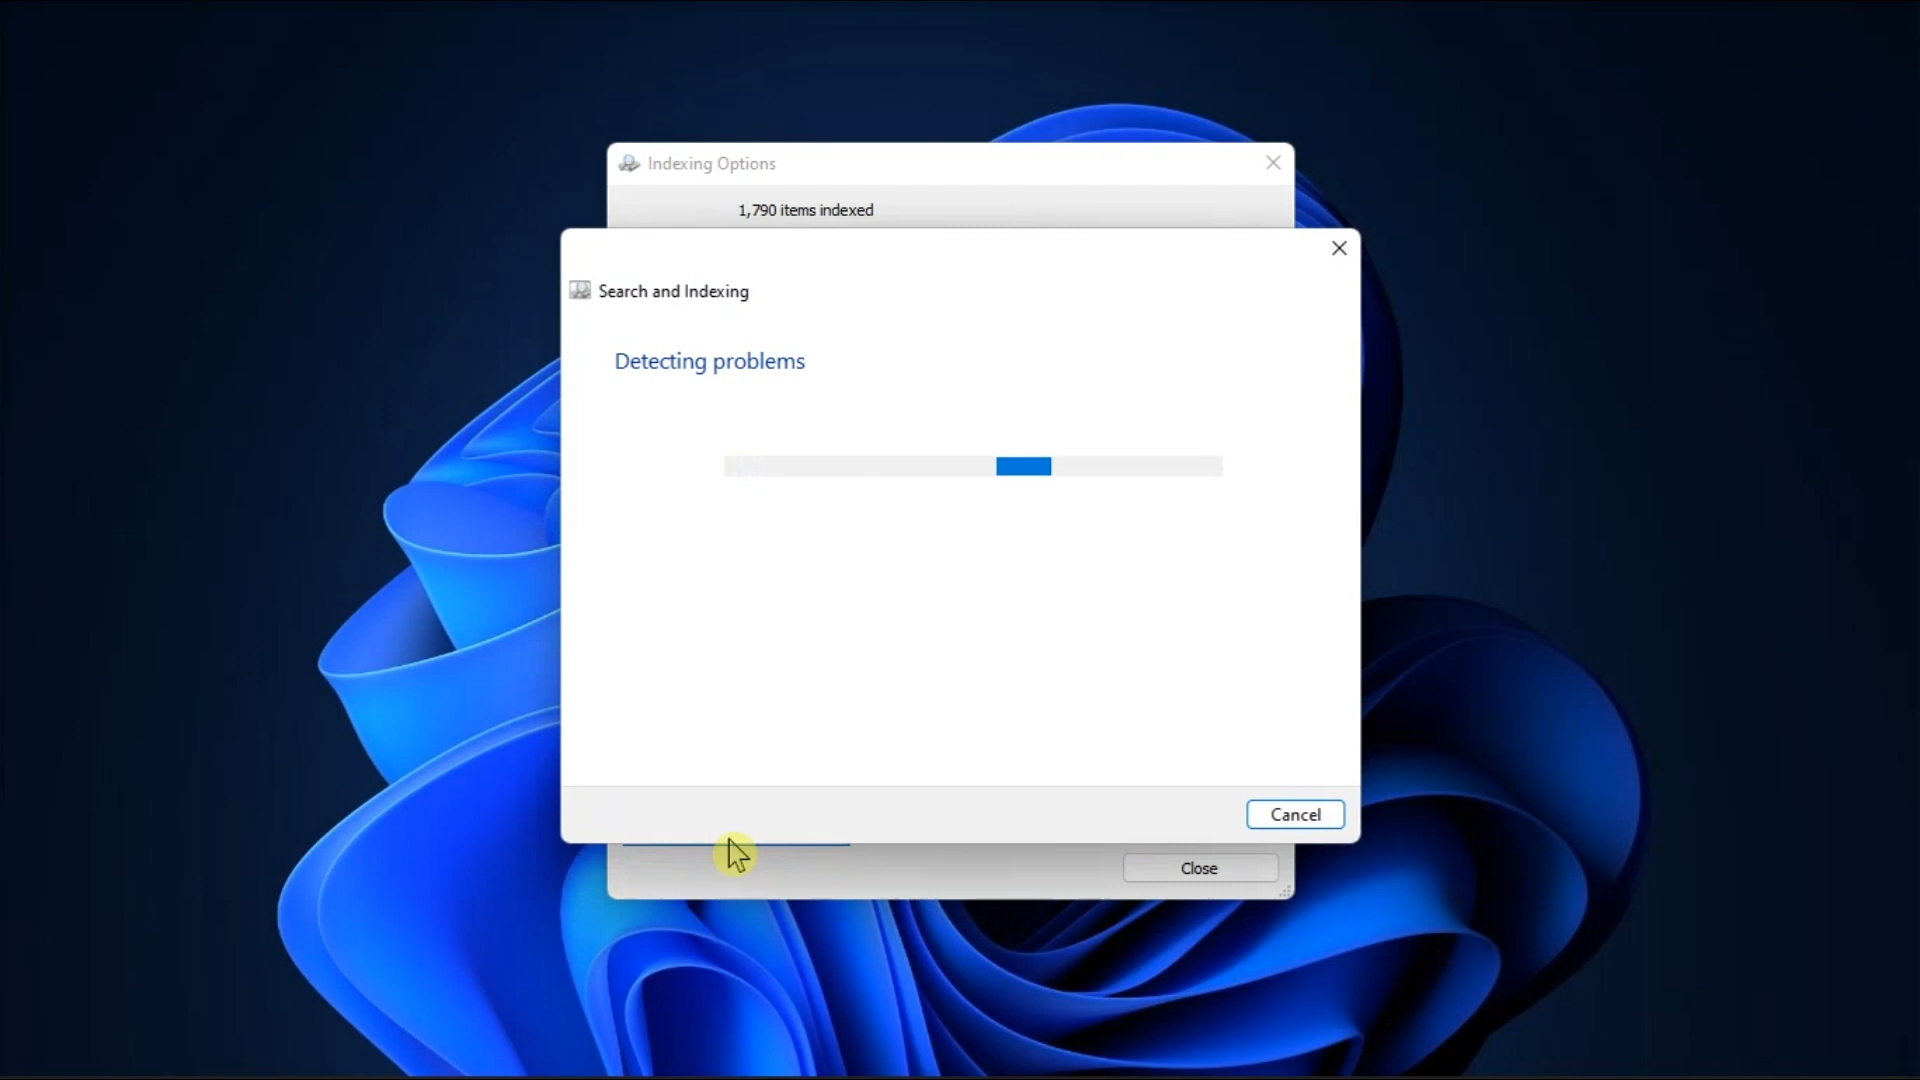 Indexing Options
1,790 items indexed
Search and Indexing
Detecting problems
Cancel
Close